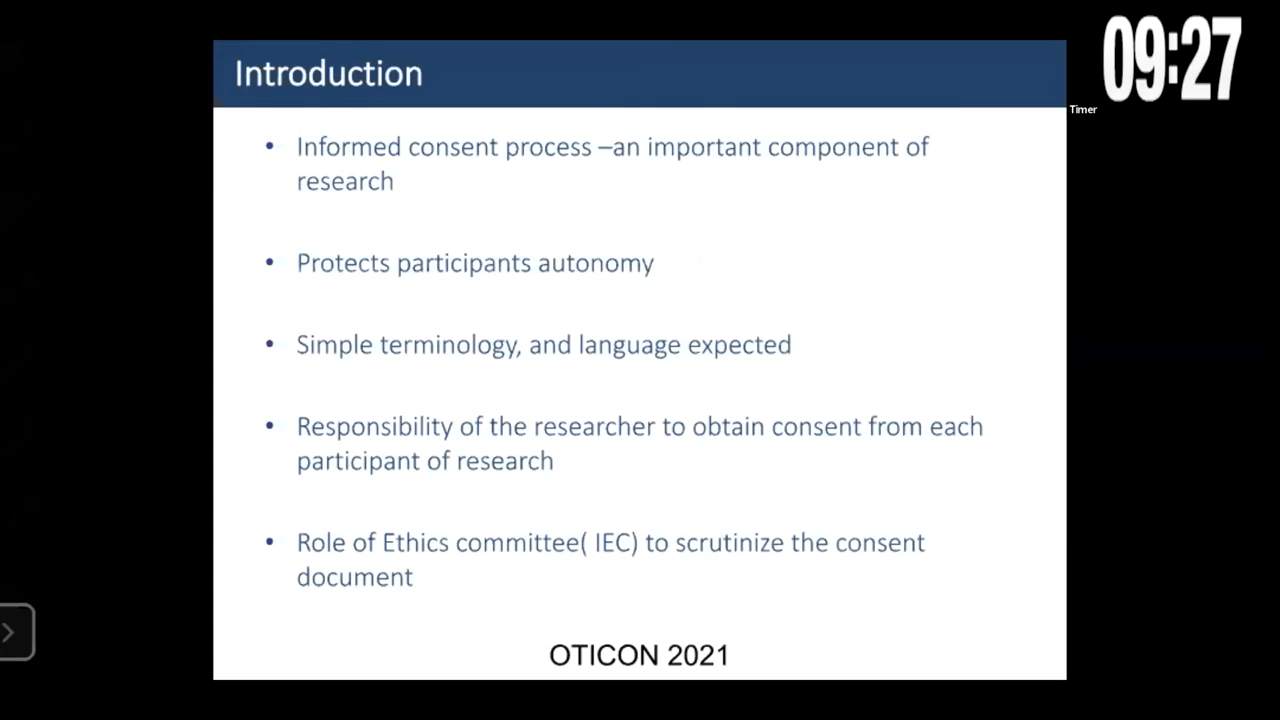 Introduction
09:27
Timer
• Informed consent process –an important component of
research
• Protects participants autonomy
• Simple terminology, and language expected
• Responsibility of the researcher to obtain consent from each
participant of research
• Role of Ethics committee( IEC) to scrutinize the consent
document
OTICON 2021